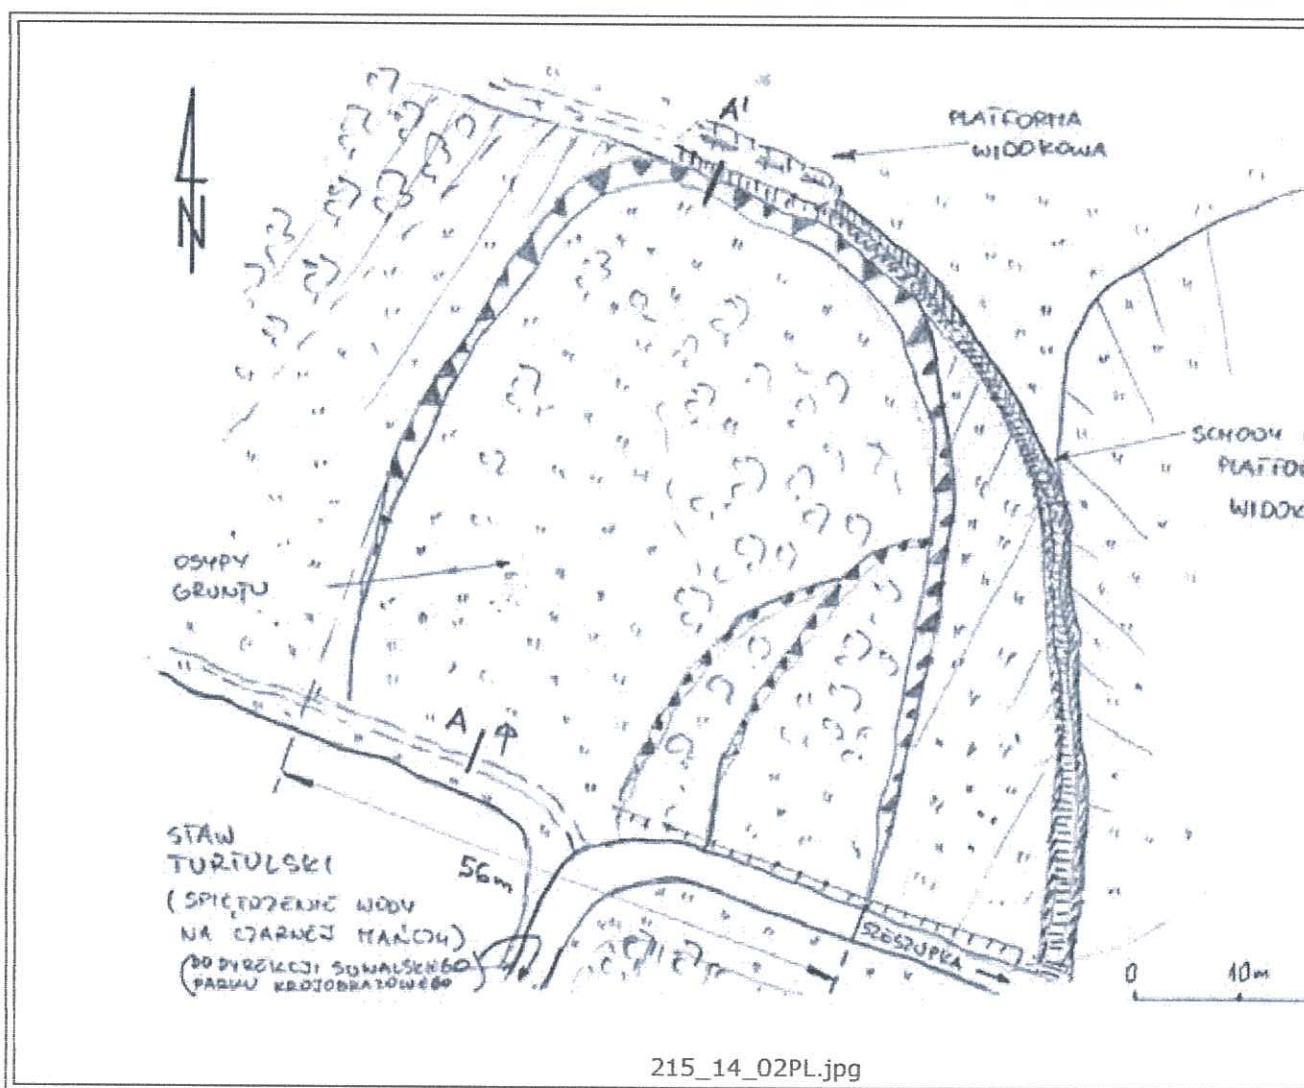 A'
PLATFORMA
WIDOKOWA
N
SCHODY
PLATFOR
WIDOK
OSYPY
GRUNTU
A
STAW
TURTULSKI
(SPIĘTRZENIE WODY
NA CZARNEJ HAŃCZY)
(DO DYREKCJI SUWALSKIEGO
PARKU KRAJOBRAZOWEGO
56m
SZESZUPKA
0 10m
215_14_02PL.jpg